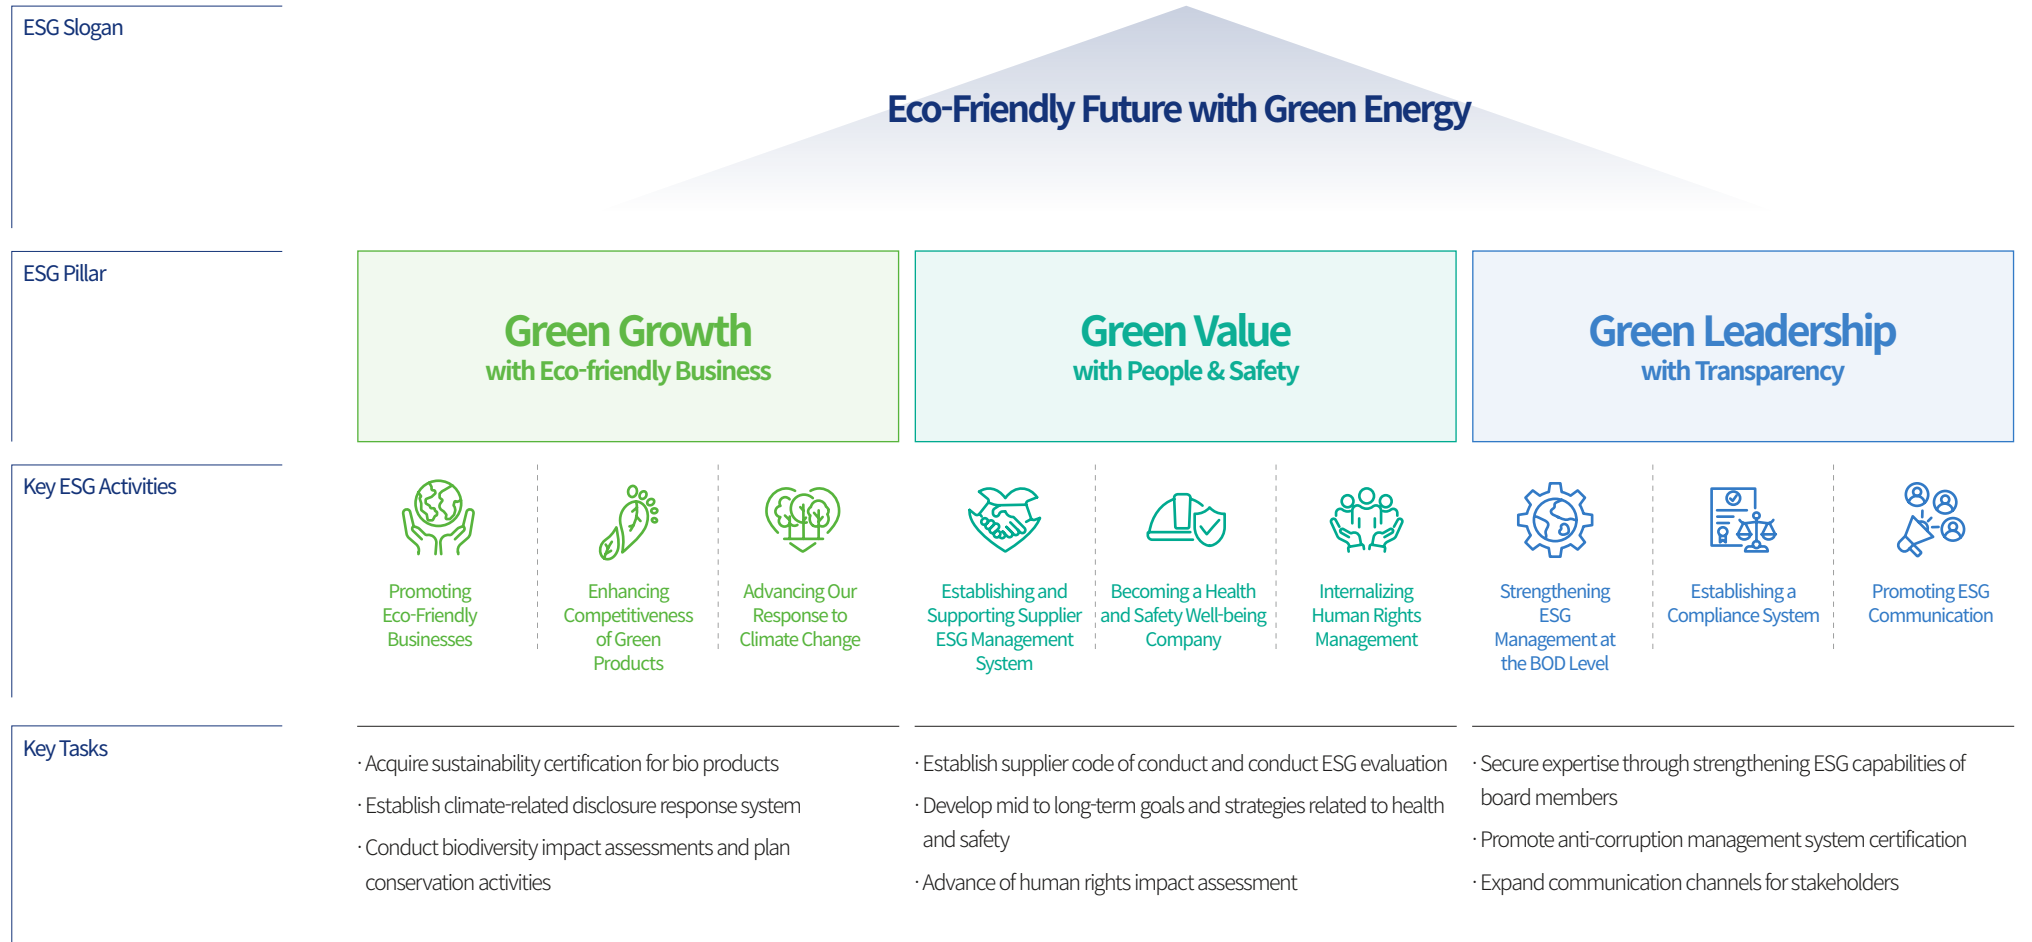 ESG Slogan
Eco-Friendly Future with Green Energy
ESG Pillar
Green Growth
with Eco-friendly Business
Green Value
with People & Safety
Green Leadership
with Transparency
Key ESG Activities
Promoting
Eco-Friendly
Businesses
Enhancing
Competitiveness
of Green
Products
Advancing Our
Response to
Climate Change
Establishing and
Supporting Supplier
ESG Management
System
Becoming a Health
and Safety Well-being
Company
Internalizing
Human Rights
Management
Strengthening
ESG
Management at
the BOD Level
Establishing a
Compliance System
Promoting ESG
Communication
Key Tasks
· Acquire sustainability certification for bio products
· Establish climate-related disclosure response system
· Conduct biodiversity impact assessments and plan
conservation activities
· Establish supplier code of conduct and conduct ESG evaluation
· Develop mid to long-term goals and strategies related to health
and safety
· Advance of human rights impact assessment
· Secure expertise through strengthening ESG capabilities of
board members
· Promote anti-corruption management system certification
· Expand communication channels for stakeholders